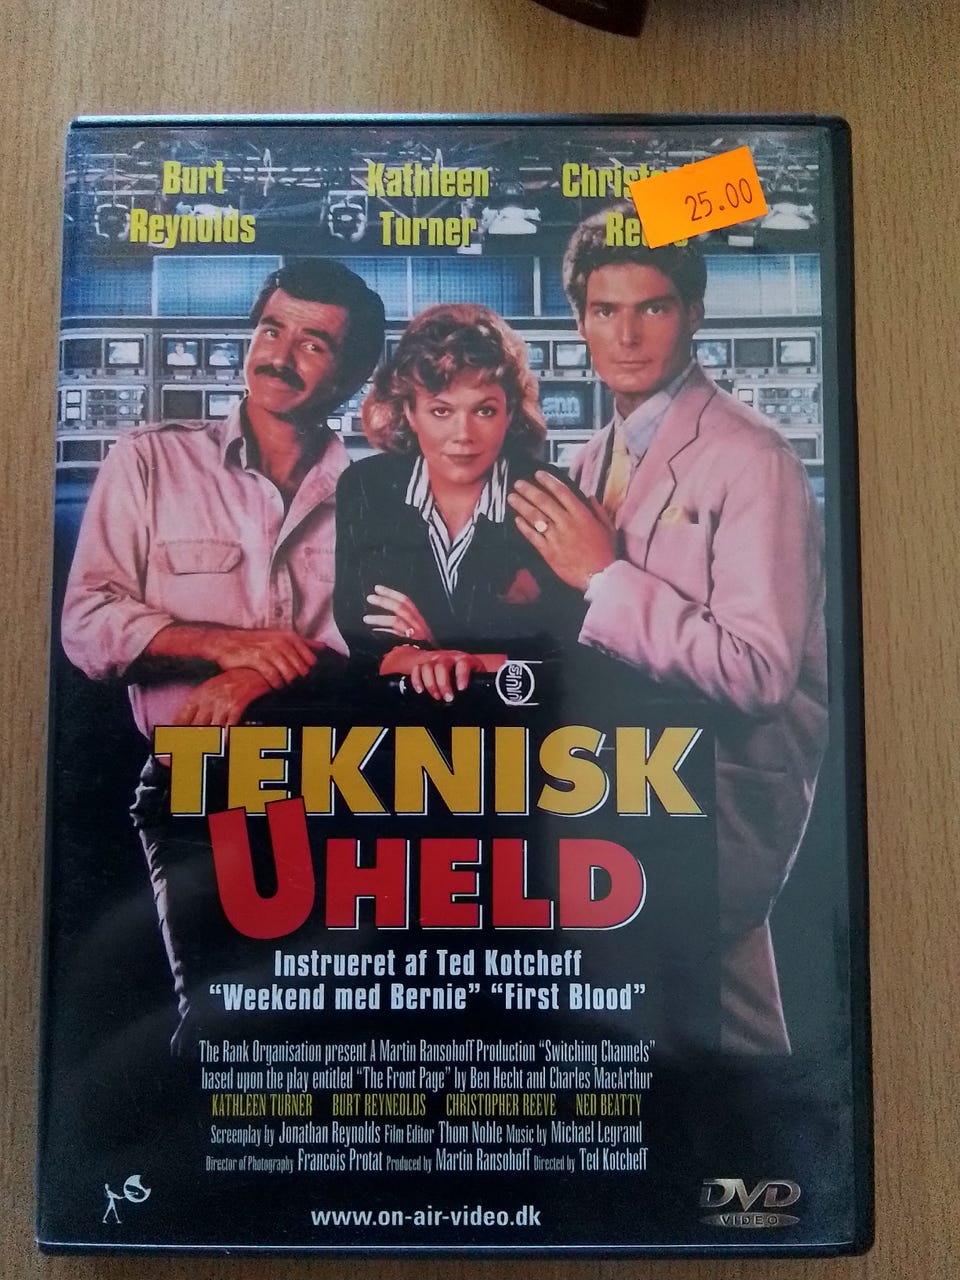 Burt Kathleen
Reynolds Turner
25.00
TEKNISK
UHELD
Instrueret af Ted Kotcheff
“Weekend med Bernie” “First Blood”
The Rank Organisation present A Martin Ransohoff Production “Switching Channels”
based upon the play entitled “The Front Page” by Ben Hecht and Charles MacArthur
KATHLEEN TURNER BURT REYNEOLDS CHRISTOPHER REEVE NED BEATTY
Screenplay by Jonathan Reynolds Film Editor Thom Noble Music by Michael Legrand
Director of Photography Francois Protat Produced by Martin Ransohoff Directed by Ted Kotcheff
www.on-air-video.dk
DVD
VIDEO